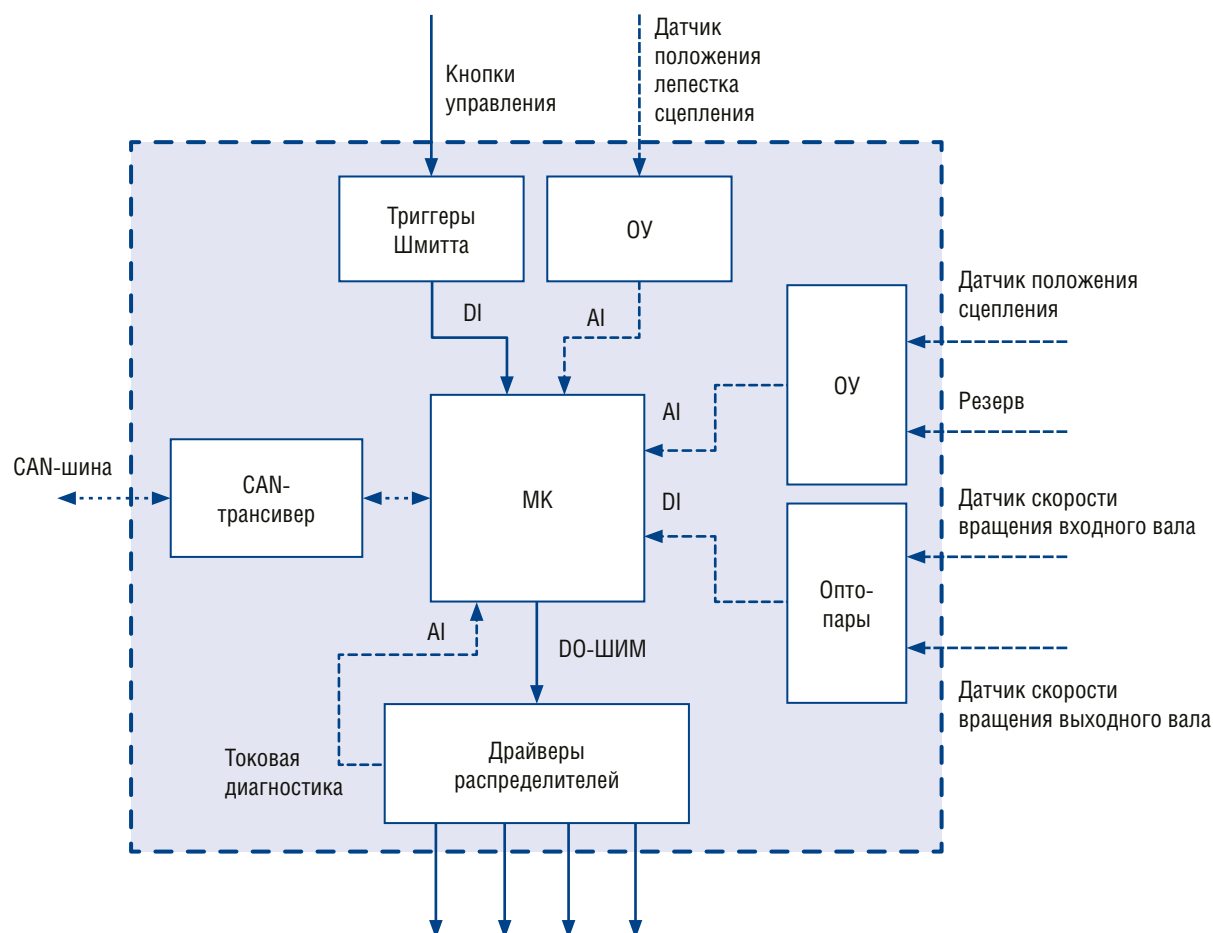 Датчик
положения
лепестка
сцепления
Кнопки
управления
Триггеры
Шмитта
ОУ
DI
AI
Датчик положения
сцепления
ОУ
AI
Резерв
CAN-шина
CAN-
трансивер
МК
DI
Датчик скорости
вращения входного вала
Опто-
пары
AI
DO-ШИМ
Датчик скорости
вращения выходного вала
Токовая
диагностика
Драйверы
распределителей